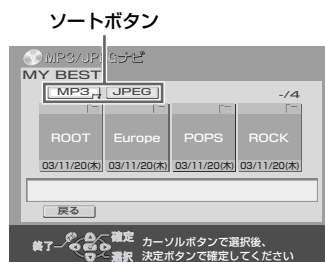 ソートボタン
MP3/JPEGナビ
MY BEST
MP3 JPEG -/4
ROOT Europe POPS ROCK
03/11/20(木) 03/11/20(木) 03/11/20(木) 03/11/20(木)
戻る
終了 確定 選択
カーソルボタンで選択後、
決定ボタンで確定してください